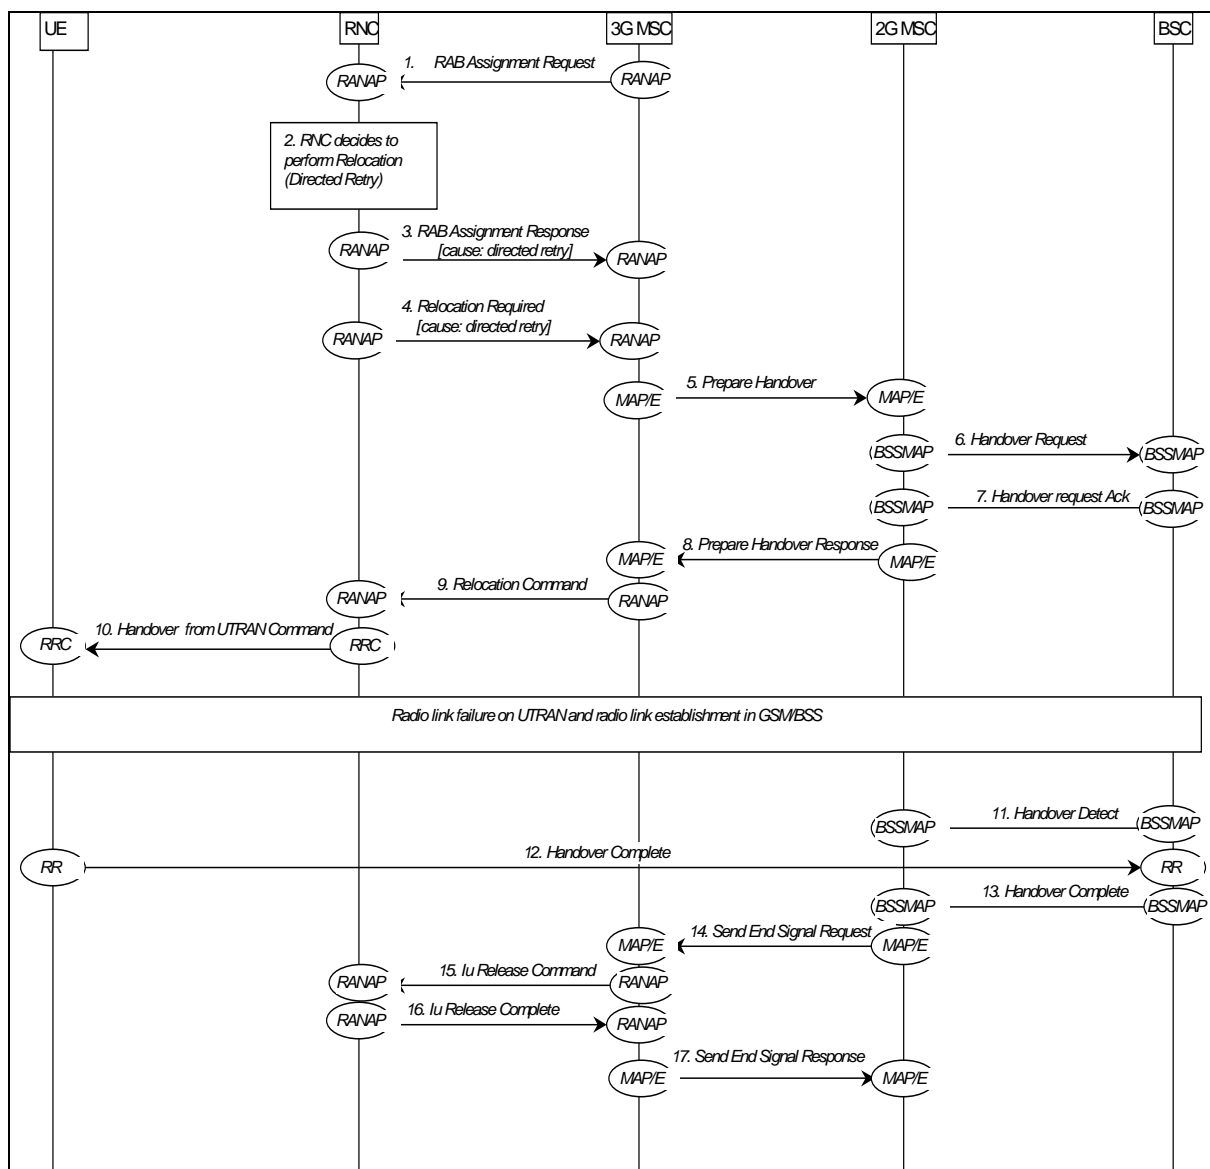 UE
RNC
3G MSC
2G MSC
BSC
1. RAB Assignment Request
RANAP
RANAP
2. RNC decides to
perform Relocation
(Directed Retry)
3. RAB Assignment Response
[cause: directed retry]
RANAP
RANAP
4. Relocation Required
[cause: directed retry]
RANAP
RANAP
5. Prepare Handover
MAP/E
MAP/E
6. Handover Request
BSSMAP
BSSMAP
7. Handover request Ack
BSSMAP
BSSMAP
8. Prepare Handover Response
MAP/E
MAP/E
9. Relocation Command
RANAP
RANAP
10. Handover from UTRAN Command
RRC
RRC
Radio link failure on UTRAN and radio link establishment in GSM/BSS
11. Handover Detect
BSSMAP
BSSMAP
12. Handover Complete
RR
RR
13. Handover Complete
BSSMAP
BSSMAP
14. Send End Signal Request
MAP/E
MAP/E
15. Iu Release Command
RANAP
RANAP
16. Iu Release Complete
RANAP
RANAP
17. Send End Signal Response
MAP/E
MAP/E